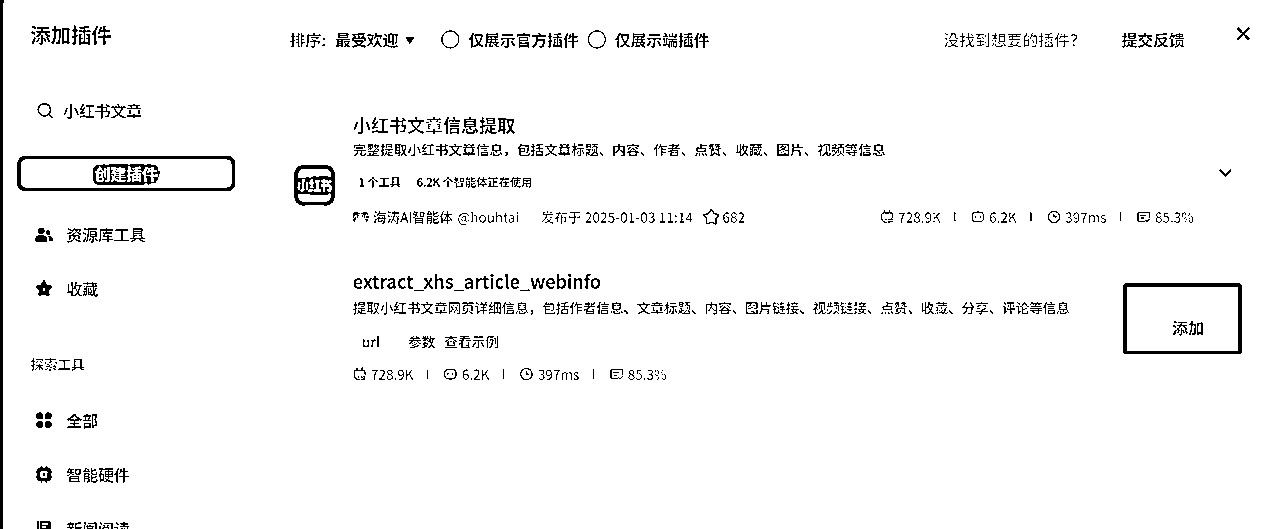 添加插件
排序: 最受欢迎 仅展示官方插件 仅展示端插件 没找到想要的插件? 提交反馈
小红书文章
创建插件
资源库工具
收藏
探索工具
全部
智能硬件
新闻阅读
小红书文章信息提取
完整提取小红书文章信息，包括文章标题、内容、作者、点赞、收藏、图片、视频等信息
小红书
1个工具 6.2K个智能体正在使用
海涛AI智能体 @houhtai 发布于 2025-01-03 11:14 682 728.9K | 6.2K | 397ms | 85.3%
extract_xhs_article_webinfo
提取小红书文章网页详细信息，包括作者信息、文章标题、内容、图片链接、视频链接、点赞、收藏、分享、评论等信息
添加
url 参数 查看示例
728.9K | 6.2K | 397ms | 85.3%